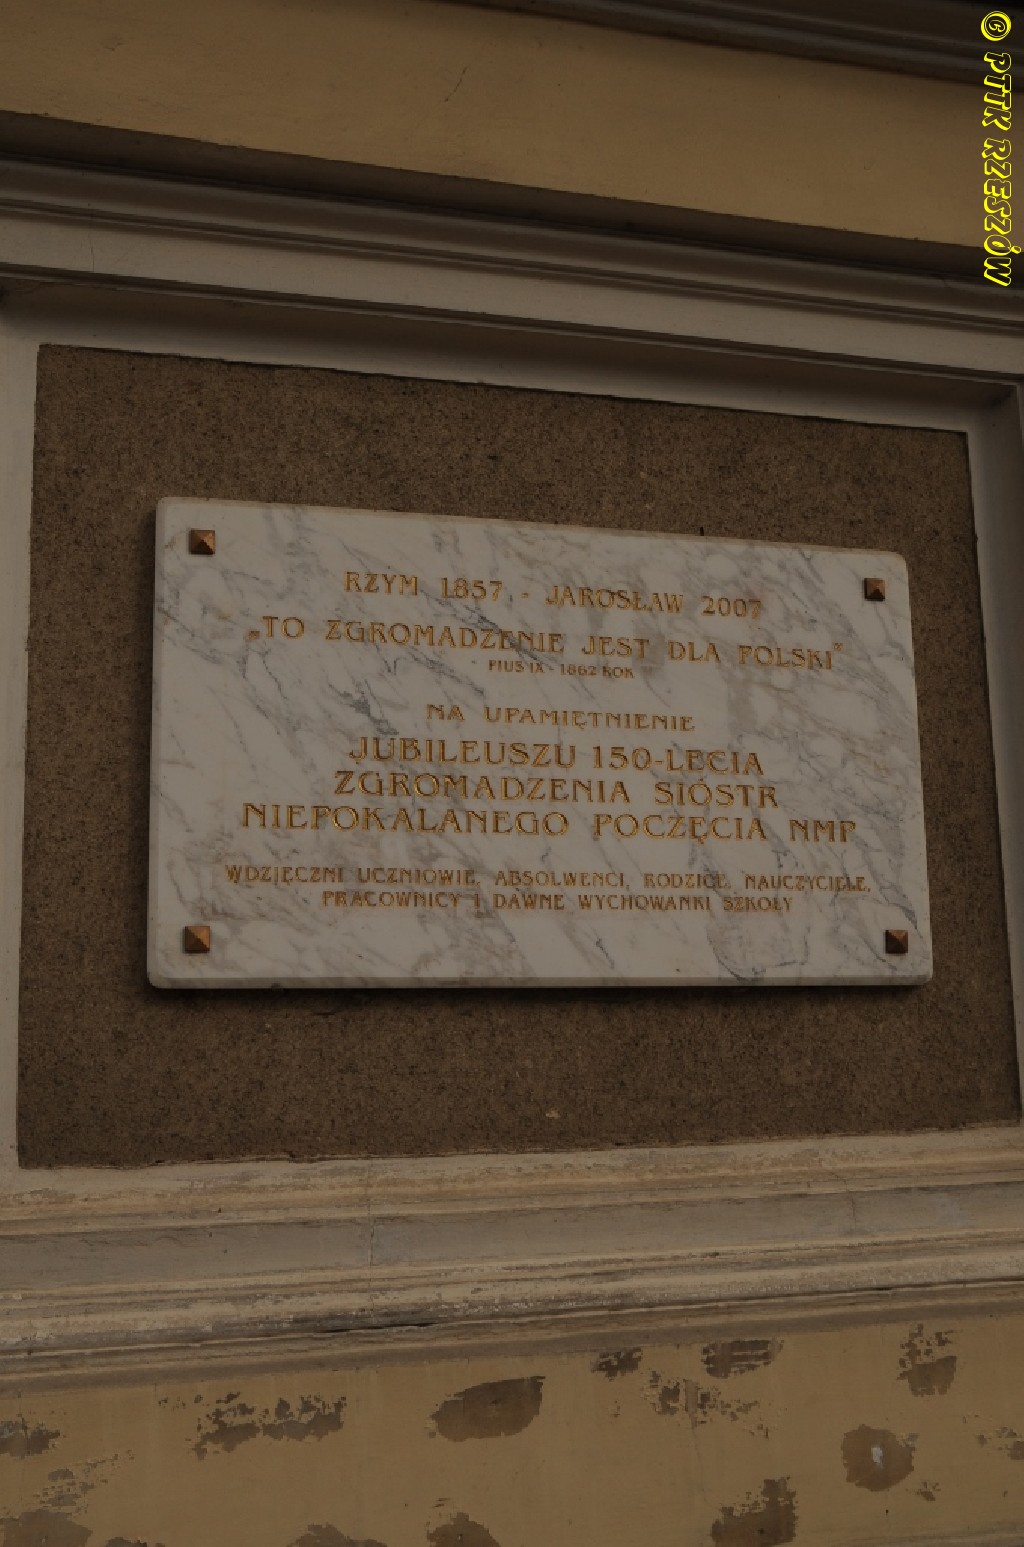 RZYM 1857 - JAROSŁAW 2007
„TO ZGROMADZENIE JEST DLA POLSKI"
PIUS IX - 1862 ROK
NA UPAMIĘTNIENIE
JUBILEUSZU 150-LECIA
ZGROMADZENIA SIÓSTR
NIEPOKALANEGO POCZĘCIA NMP
WDZIĘCZNI UCZNIOWIE, ABSOLWENCI, RODZICE, NAUCZYCIELE,
PRACOWNICY I DAWNE WYCHOWANKI SZKOŁY
© PTTK RZESZÓW